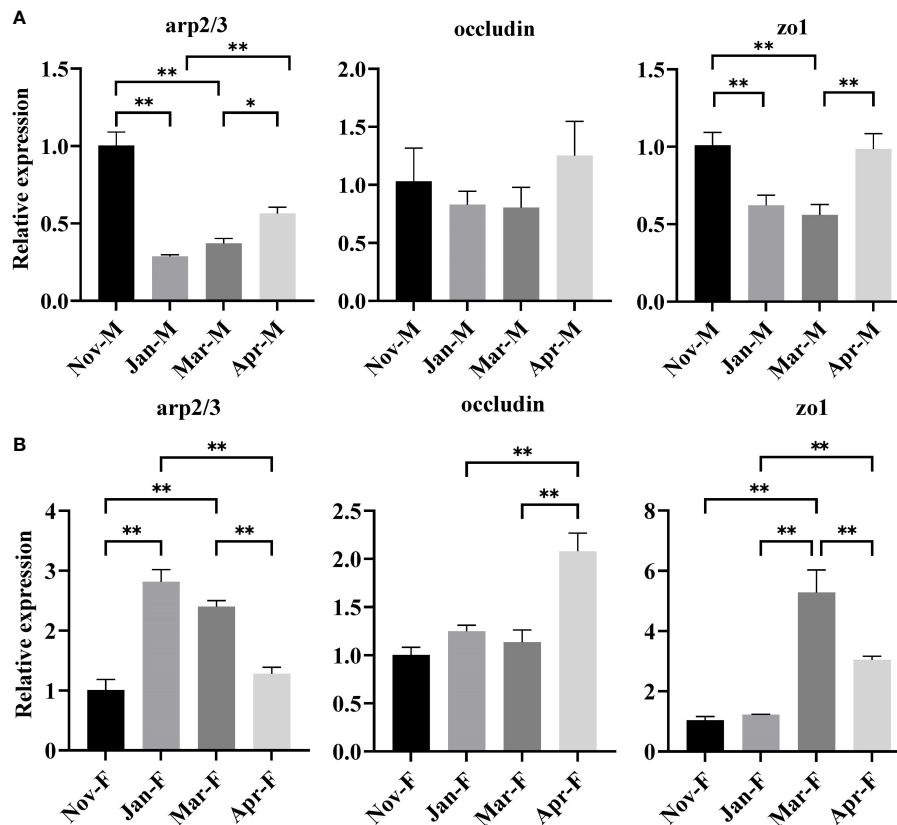 A
arp2/3
occludin
zo1
Relative expression
1.5
1.0
0.5
0.0
**
**
**
*
Nov-M
Jan-M
Mar-M
Apr-M
2.0
1.5
1.0
0.5
0.0
Nov-M
Jan-M
Mar-M
Apr-M
1.5
1.0
0.5
0.0
**
**
**
Nov-M
Jan-M
Mar-M
Apr-M
B
arp2/3
occludin
zo1
Relative expression
4
3
2
1
0
**
**
**
**
Nov-F
Jan-F
Mar-F
Apr-F
2.5
2.0
1.5
1.0
0.5
0.0
**
**
Nov-F
Jan-F
Mar-F
Apr-F
8
6
4
2
0
**
**
**
**
Nov-F
Jan-F
Mar-F
Apr-F